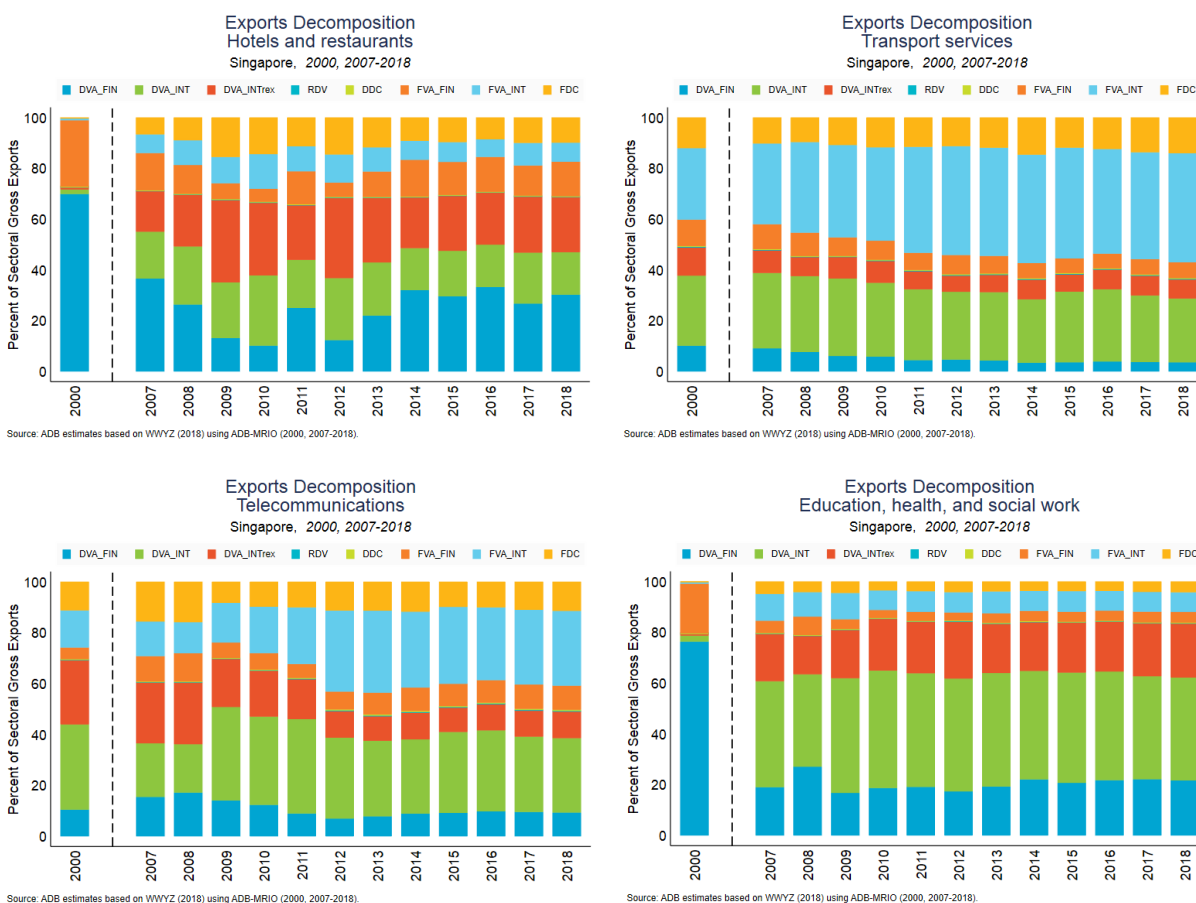 Exports Decomposition
Hotels and restaurants
Singapore, 2000, 2007-2018
DVA_FIN DVA_INT DVA_INTrex RDV DDC FVA_FIN FVA_INT FDC
Percent of Sectoral Gross Exports
100
80
60
40
20
0
2000 2007 2008 2009 2010 2011 2012 2013 2014 2015 2016 2017 2018
Source: ADB estimates based on WWYZ (2018) using ADB-MRIO (2000, 2007-2018).
Exports Decomposition
Transport services
Singapore, 2000, 2007-2018
DVA_FIN DVA_INT DVA_INTrex RDV DDC FVA_FIN FVA_INT FDC
Percent of Sectoral Gross Exports
100
80
60
40
20
0
2000 2007 2008 2009 2010 2011 2012 2013 2014 2015 2016 2017 2018
Source: ADB estimates based on WWYZ (2018) using ADB-MRIO (2000, 2007-2018).
Exports Decomposition
Telecommunications
Singapore, 2000, 2007-2018
DVA_FIN DVA_INT DVA_INTrex RDV DDC FVA_FIN FVA_INT FDC
Percent of Sectoral Gross Exports
100
80
60
40
20
0
2000 2007 2008 2009 2010 2011 2012 2013 2014 2015 2016 2017 2018
Source: ADB estimates based on WWYZ (2018) using ADB-MRIO (2000, 2007-2018).
Exports Decomposition
Education, health, and social work
Singapore, 2000, 2007-2018
DVA_FIN DVA_INT DVA_INTrex RDV DDC FVA_FIN FVA_INT FDC
Percent of Sectoral Gross Exports
100
80
60
40
20
0
2000 2007 2008 2009 2010 2011 2012 2013 2014 2015 2016 2017 2018
Source: ADB estimates based on WWYZ (2018) using ADB-MRIO (2000, 2007-2018).